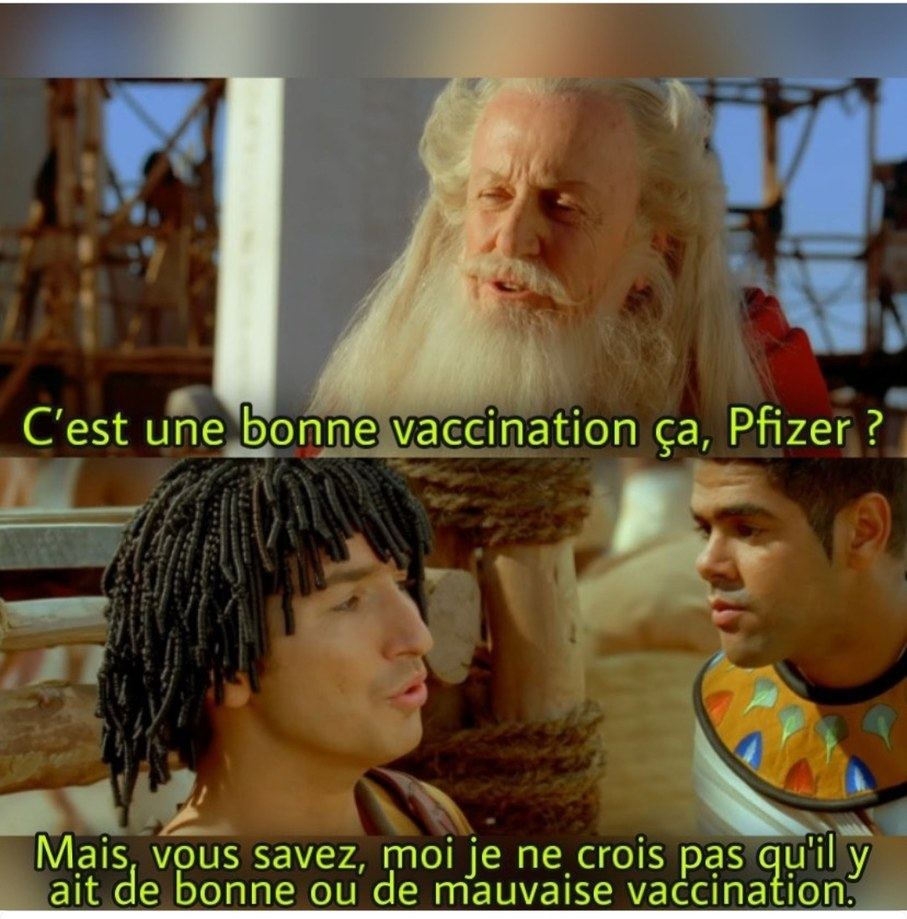 C'est une bonne vaccination ça, Pfizer ?
Mais, vous savez, moi je ne crois pas qu'il y
ait de bonne ou de mauvaise vaccination.